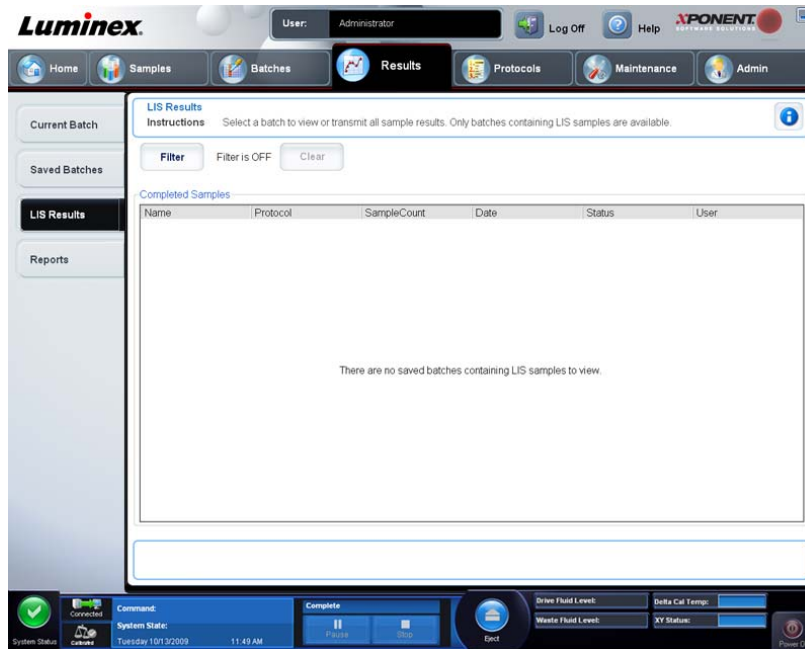 Luminex.
User: Administrator
Log Off
Help
XPONENT.
SOFTWARE SOLUTIONS
Home
Samples
Batches
Results
Protocols
Maintenance
Admin
Current Batch
Saved Batches
LIS Results
Reports
LIS Results
Instructions Select a batch to view or transmit all sample results. Only batches containing LIS samples are available.
Filter Filter is OFF Clear
Completed Samples
Name Protocol SampleCount Date Status User
There are no saved batches containing LIS samples to view.
System Status
Connected
Calibrated
Command:
System State:
Tuesday 10/13/2009 11:49 AM
Complete
Pause
Stop
Eject
Drive Fluid Level:
Waste Fluid Level:
Delta Cal Temp:
XY Status:
Power O